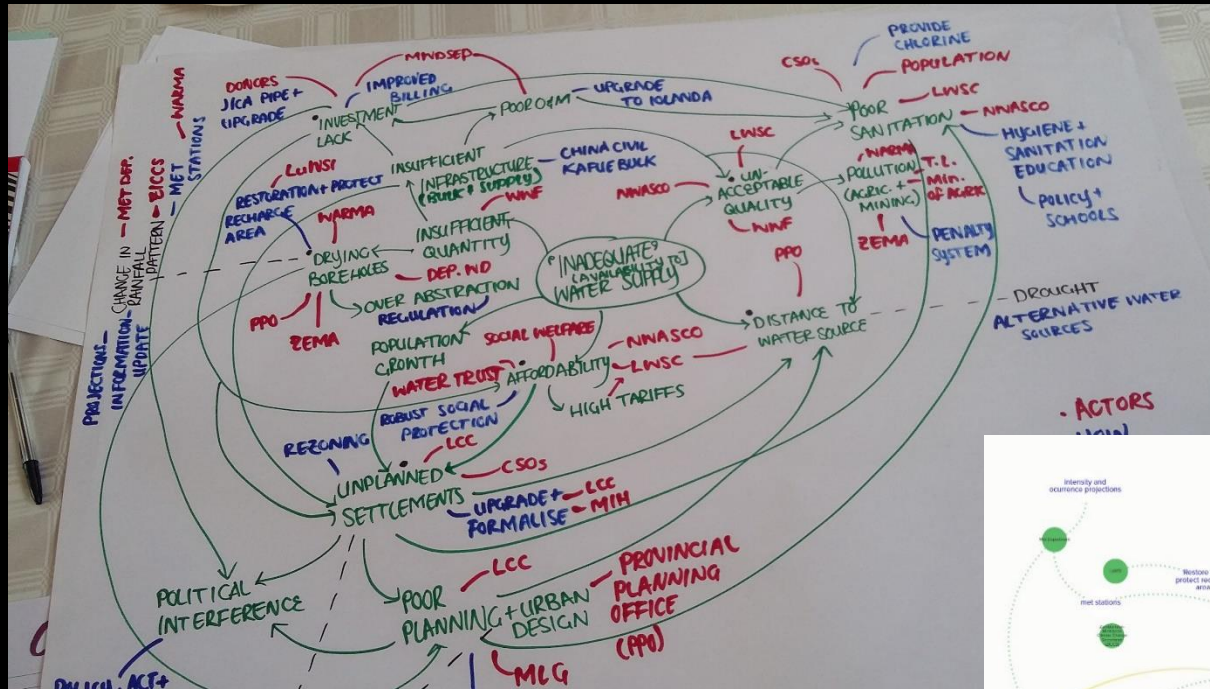 MWDSEP
DONORS
JICA PIPE+
UPGRADE
IMPROVED
BILLING
INVESTMENT
LACK
POOR O&M
UPGRADE
TO IOLANDA
PROVIDE
CHLORINE
CSOs
POPULATION
POOR
SANITATION
LWSC
NWASCO
HYGIENE +
SANITATION
EDUCATION
POLICY +
SCHOOLS
WARMA
MET
STATIONS
MET DEP.
ZICCS
CHANGE IN
RAINFALL
PATTERN
PROJECTIONS
INFORMATION-
UPDATE
LuWSI
RESTORATION + PROTECT
RECHARGE
AREA
WARMA
DRYING
BOREHOLES
PPO
ZEMA
DEP. WD
OVER ABSTRACTION
REGULATION
INSUFFICIENT
INFRASTRUCTURE
(BULK + SUPPLY)
CHINA CIVIL
KAFUE BULK
WWF
INSUFFICIENT
QUANTITY
LWSC
NWASCO
UN-
ACCEPTABLE
QUALITY
WWF
POLLUTION
(AGRIC. +
MINING)
T.L.
Min.
OF AGRIC
ZEMA
PENALTY
SYSTEM
INADEQUATE
(AVAILABILITY TO)
WATER SUPPLY
PPO
DISTANCE TO
WATER SOURCE
DROUGHT
ALTERNATIVE WATER
SOURCES
POPULATION
GROWTH
SOCIAL WELFARE
WATER TRUST
AFFORDABILITY
NWASCO
LWSC
HIGH TARIFFS
ROBUST SOCIAL
PROTECTION
REZONING
LCC
CSOs
UNPLANNED
SETTLEMENTS
UPGRADE +
FORMALISE
LCC
MIH
POLITICAL
INTERFERENCE
POOR
PLANNING + URBAN
DESIGN
LCC
PROVINCIAL
PLANNING
OFFICE
(PPO)
MLG
ACTORS
intensity and
ocurrence projections
met stations